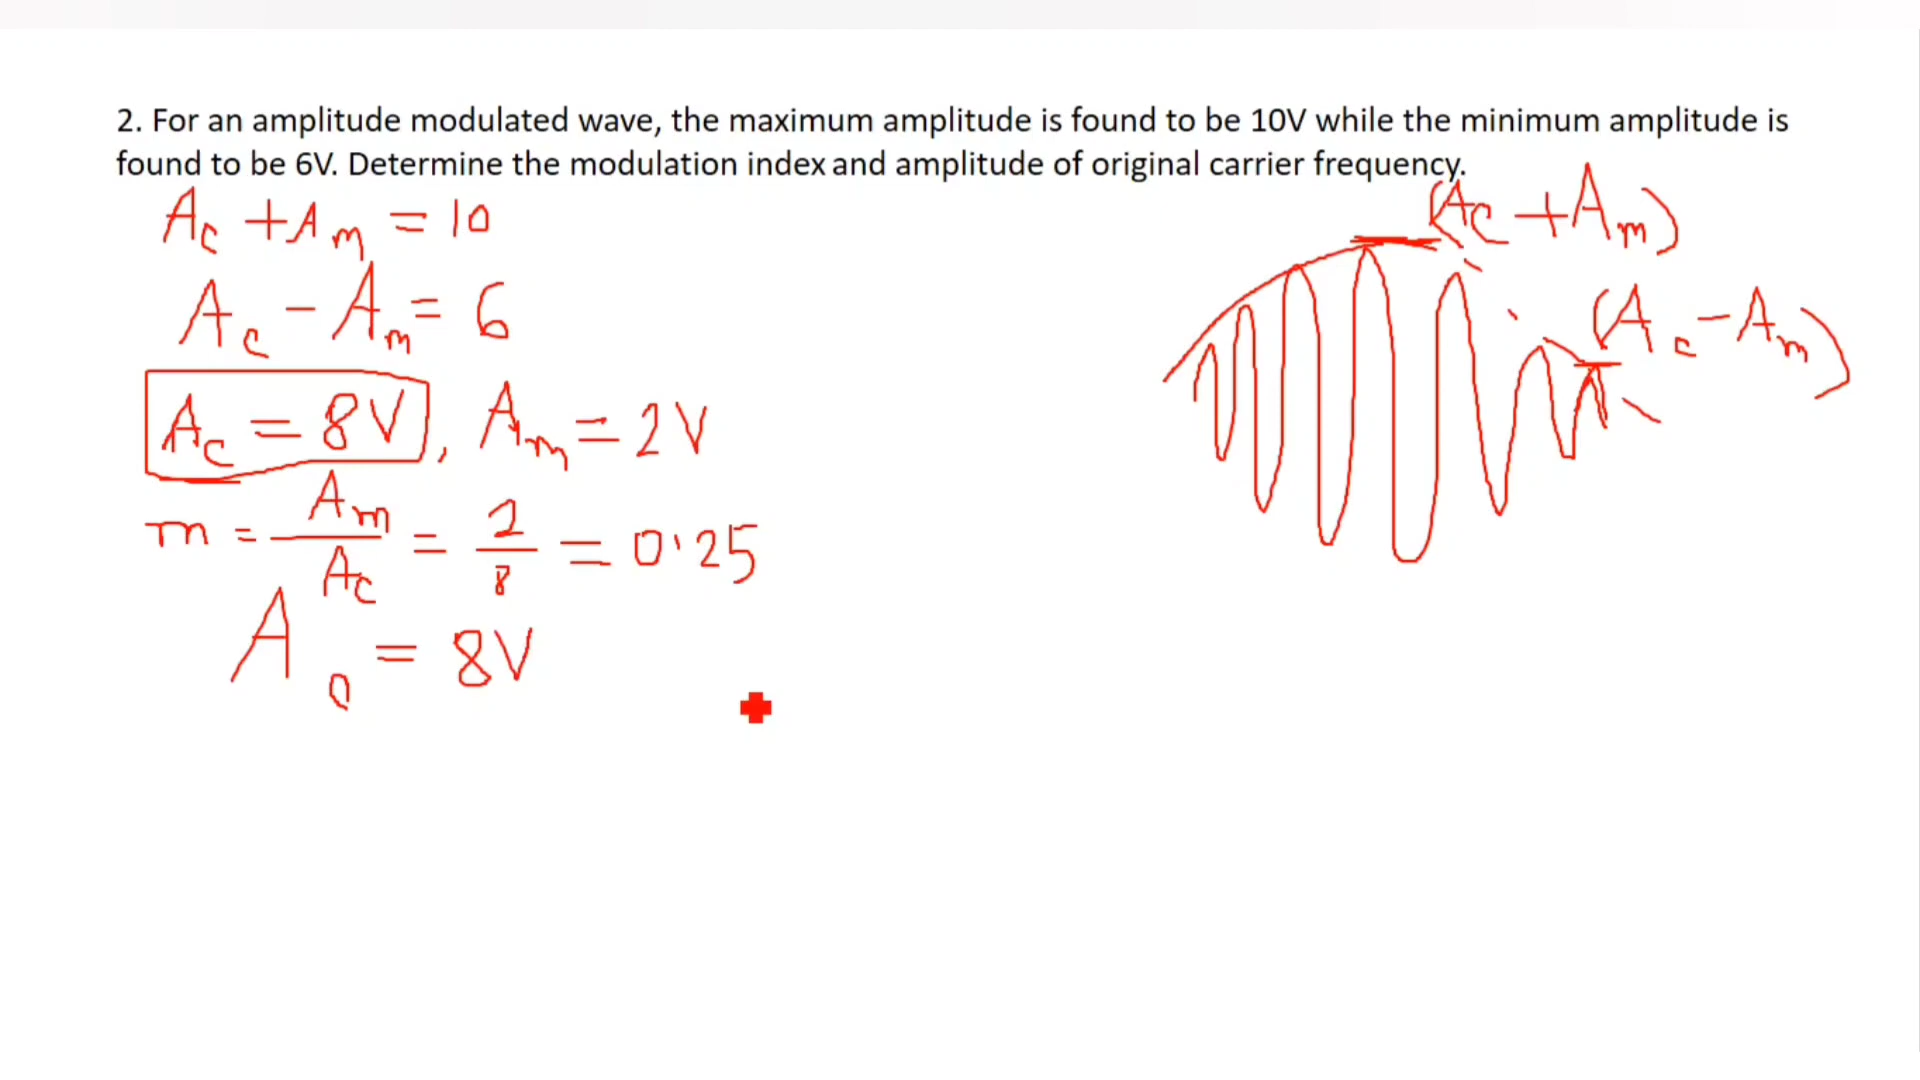 2. For an amplitude modulated wave, the maximum amplitude is found to be 10V while the minimum amplitude is
found to be 6V. Determine the modulation index and amplitude of original carrier frequency.
Ac + Am = 10
Ac - Am = 6
Ac = 8V, Am = 2V
m = Am/Ac = 2/8 = 0.25
A0 = 8V
(Ac + Am)
(Ac - Am)